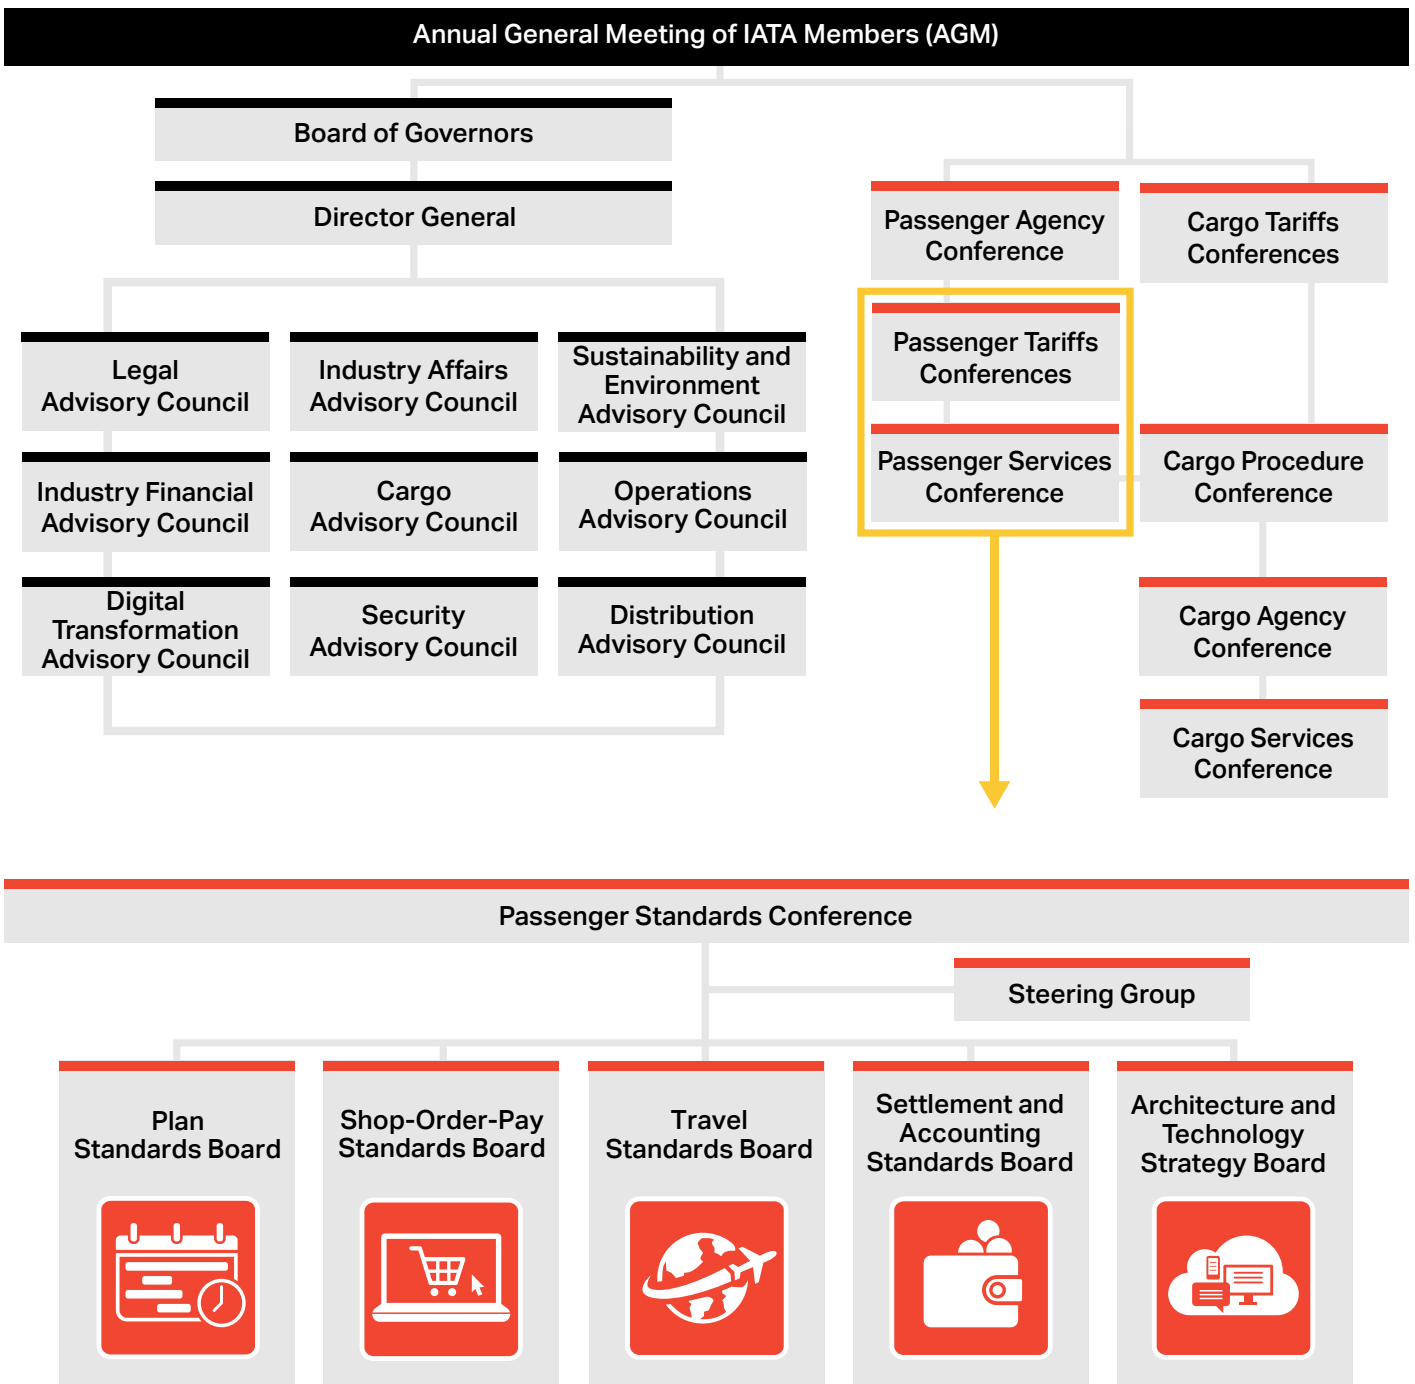 Annual General Meeting of IATA Members (AGM)
Board of Governors
Director General
Legal
Advisory Council
Industry Affairs
Advisory Council
Sustainability and
Environment
Advisory Council
Industry Financial
Advisory Council
Cargo
Advisory Council
Operations
Advisory Council
Digital
Transformation
Advisory Council
Security
Advisory Council
Distribution
Advisory Council
Passenger Agency
Conference
Cargo Tariffs
Conferences
Passenger Tariffs
Conferences
Passenger Services
Conference
Cargo Procedure
Conference
Cargo Agency
Conference
Cargo Services
Conference
Passenger Standards Conference
Steering Group
Plan
Standards Board
Shop-Order-Pay
Standards Board
Travel
Standards Board
Settlement and
Accounting
Standards Board
Architecture and
Technology
Strategy Board